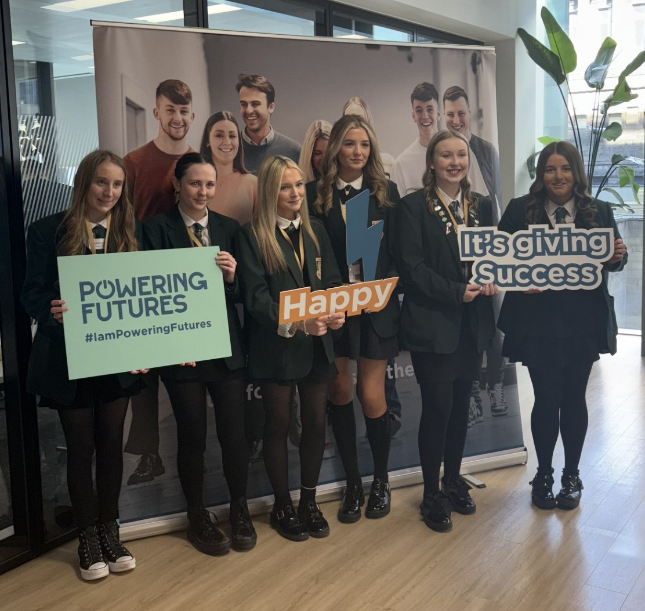 POWERING
FUTURES
#IamPoweringFutures
Happy
It's giving
Success